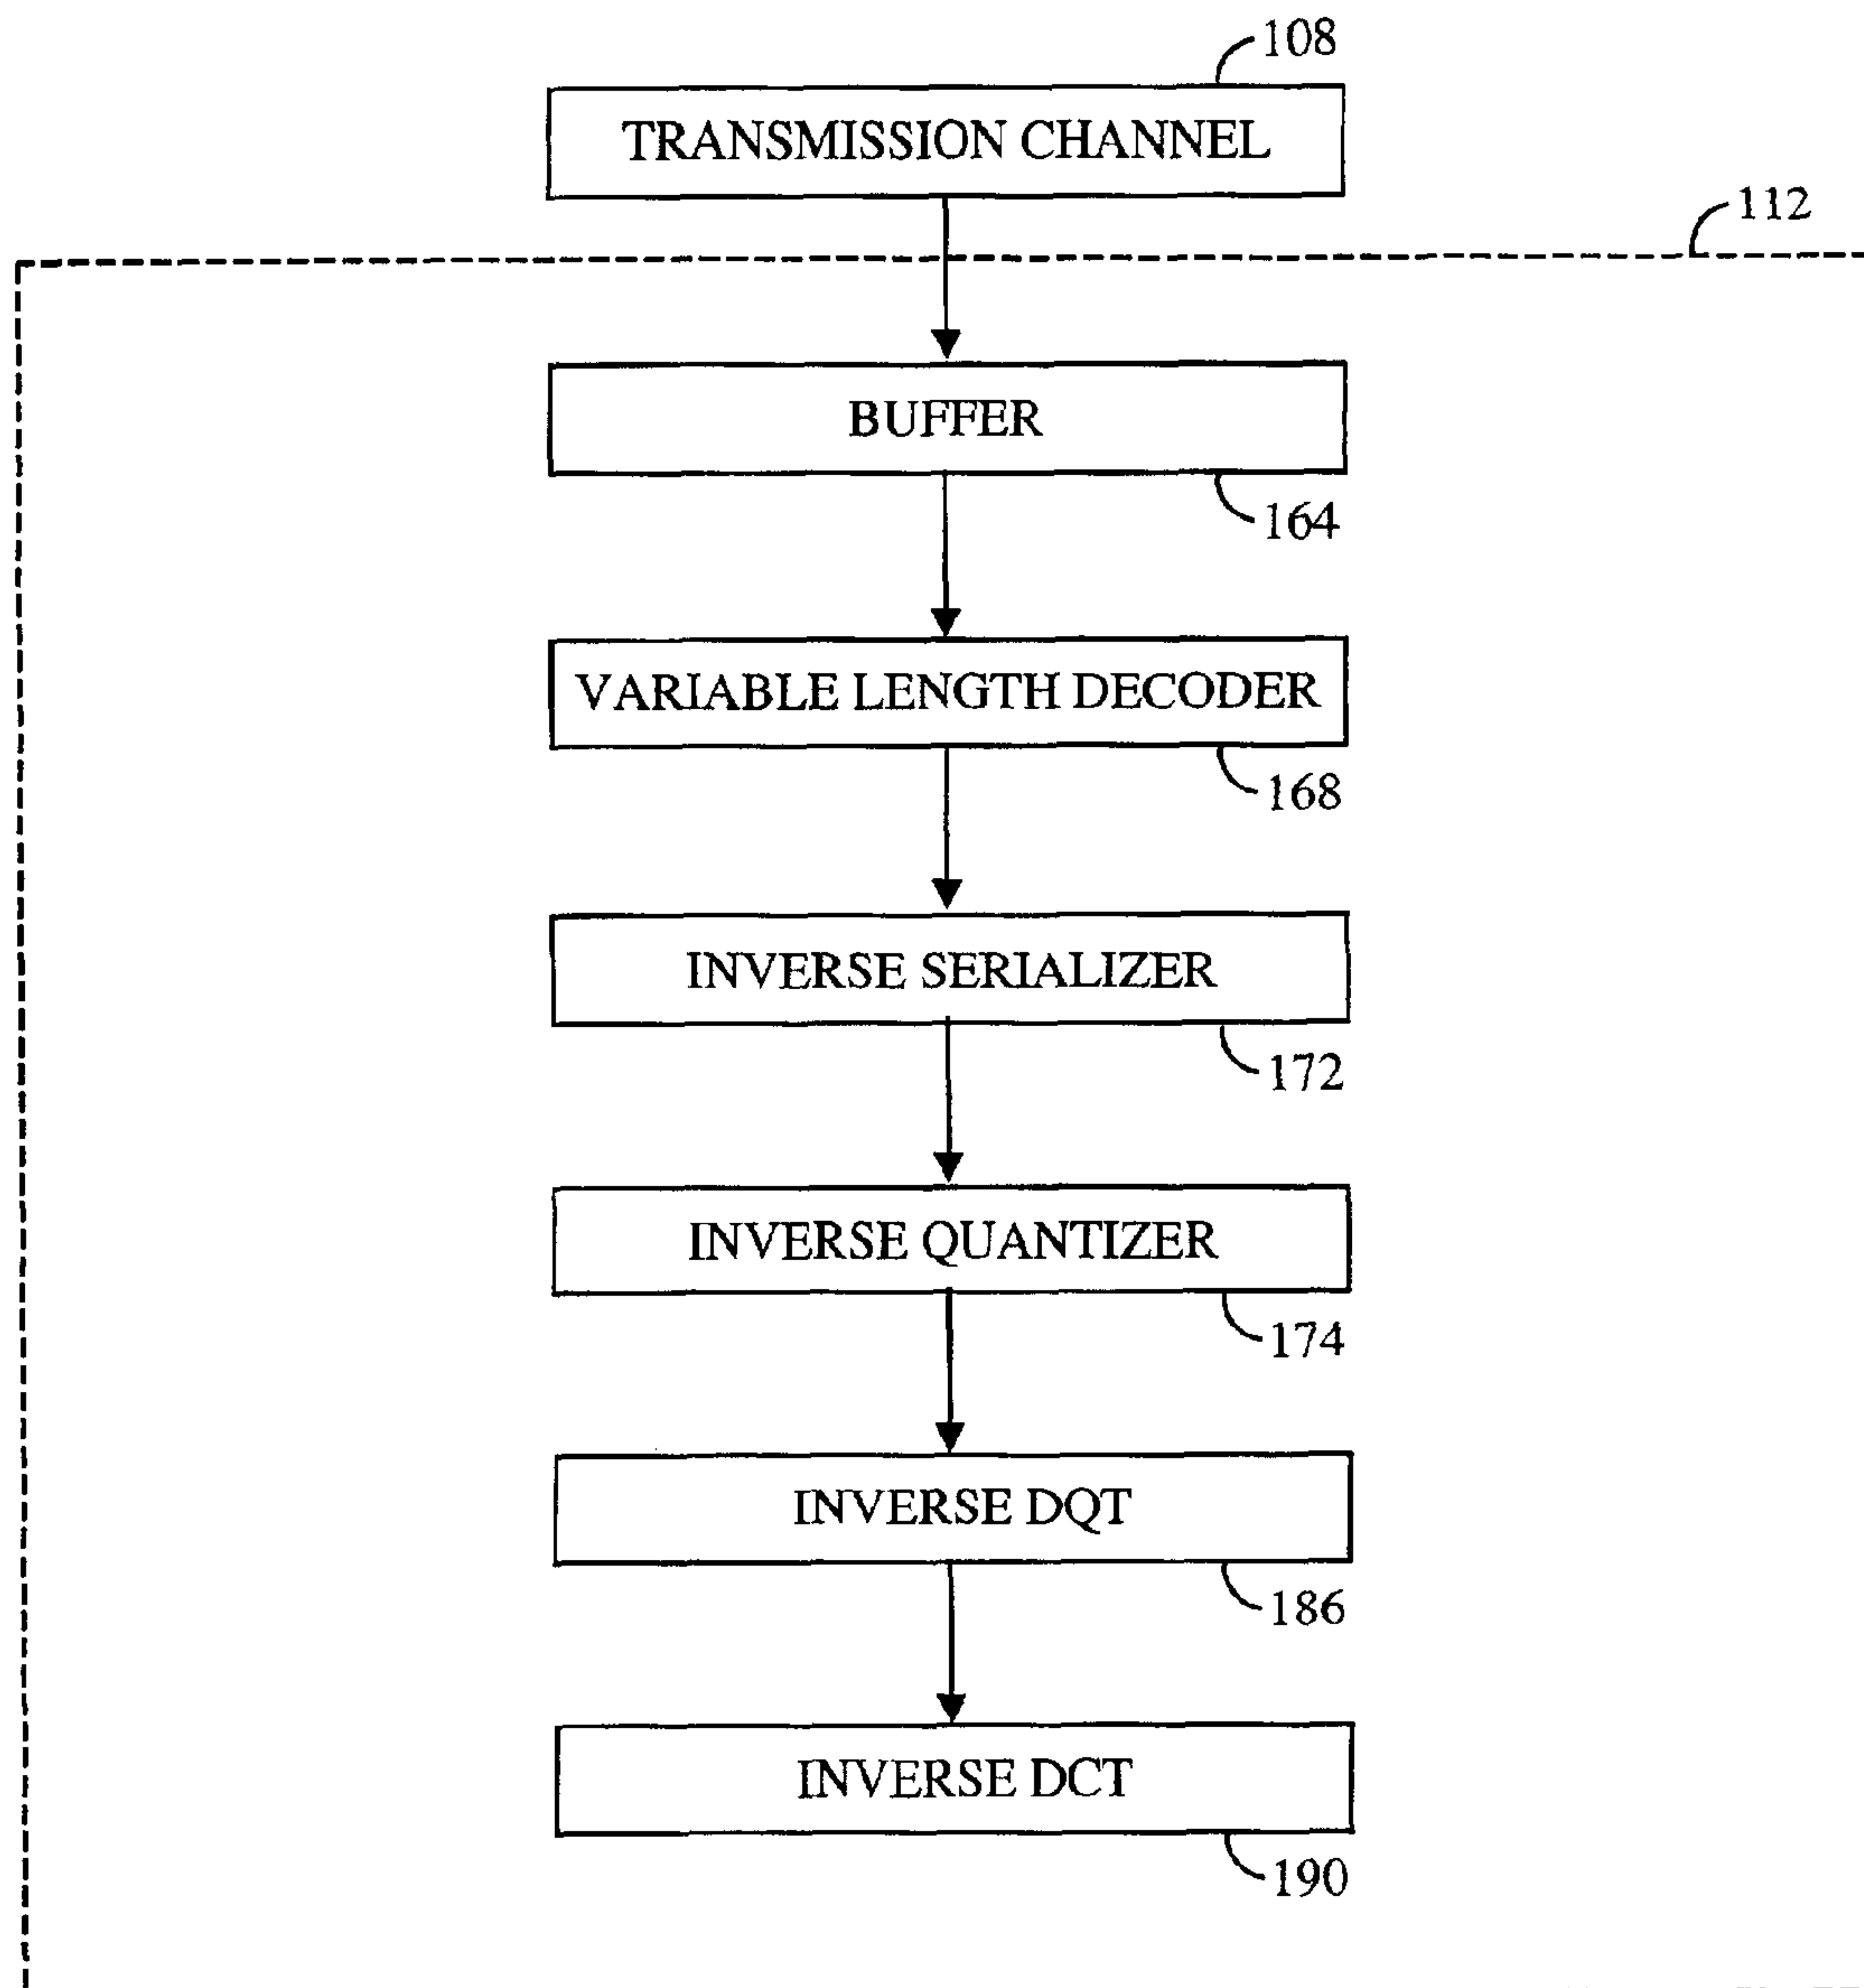 108
TRANSMISSION CHANNEL
112
BUFFER
164
VARIABLE LENGTH DECODER
168
INVERSE SERIALIZER
172
INVERSE QUANTIZER
174
INVERSE DQT
186
INVERSE DCT
190